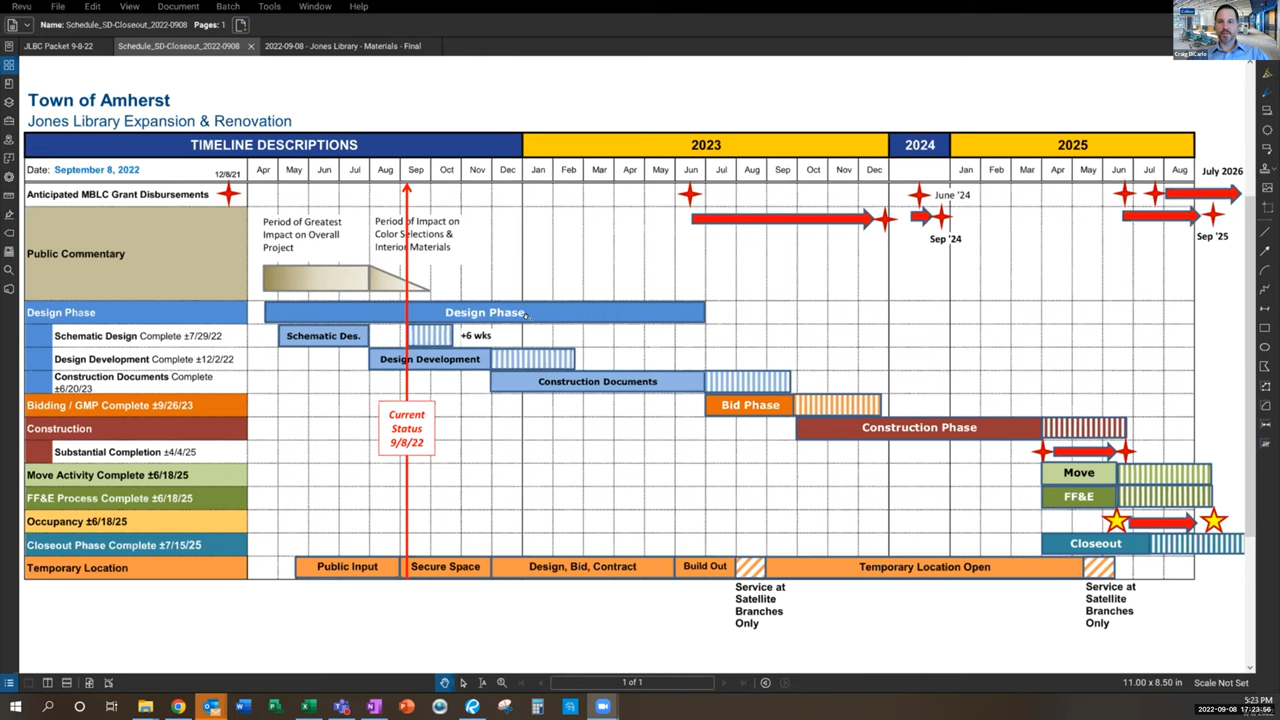 Revu File Edit View Document Batch Tools Window Help
Name: Schedule_SD-Closeout_2022-0908 Pages: 1
JLBC Packet 9-8-22 Schedule_SD-Closeout_2022-0908 2022-09-08 - Jones Library - Materials - Final
Craig DiCarlo
Town of Amherst
Jones Library Expansion & Renovation
TIMELINE DESCRIPTIONS 2023 2024 2025
Date: September 8, 2022 12/8/21 Apr May Jun Jul Aug Sep Oct Nov Dec Jan Feb Mar Apr May Jun Jul Aug Sep Oct Nov Dec Jan Feb Mar Apr May Jun Jul Aug July 2026
Anticipated MBLC Grant Disbursements June '24
Public Commentary
Period of Greatest
Impact on Overall
Project
Period of Impact on
Color Selections &
Interior Materials
Sep '24
Sep '25
Design Phase Design Phase
Schematic Design Complete ±7/29/22 Schematic Des. +6 wks
Design Development Complete ±12/2/22 Design Development
Construction Documents Complete
±6/20/23
Construction Documents
Bidding / GMP Complete ±9/26/23 Bid Phase
Current
Status
9/8/22
Construction Construction Phase
Substantial Completion ±4/4/25
Move Activity Complete ±6/18/25 Move
FF&E Process Complete ±6/18/25 FF&E
Occupancy ±6/18/25
Closeout Phase Complete ±7/15/25 Closeout
Temporary Location Public Input Secure Space Design, Bid, Contract Build Out Temporary Location Open
Service at
Satellite
Branches
Only
Service at
Satellite
Branches
Only
1 of 1
11.00 x 8.50 in Scale Not Set
5:23 PM
2022-09-08 17:23:56